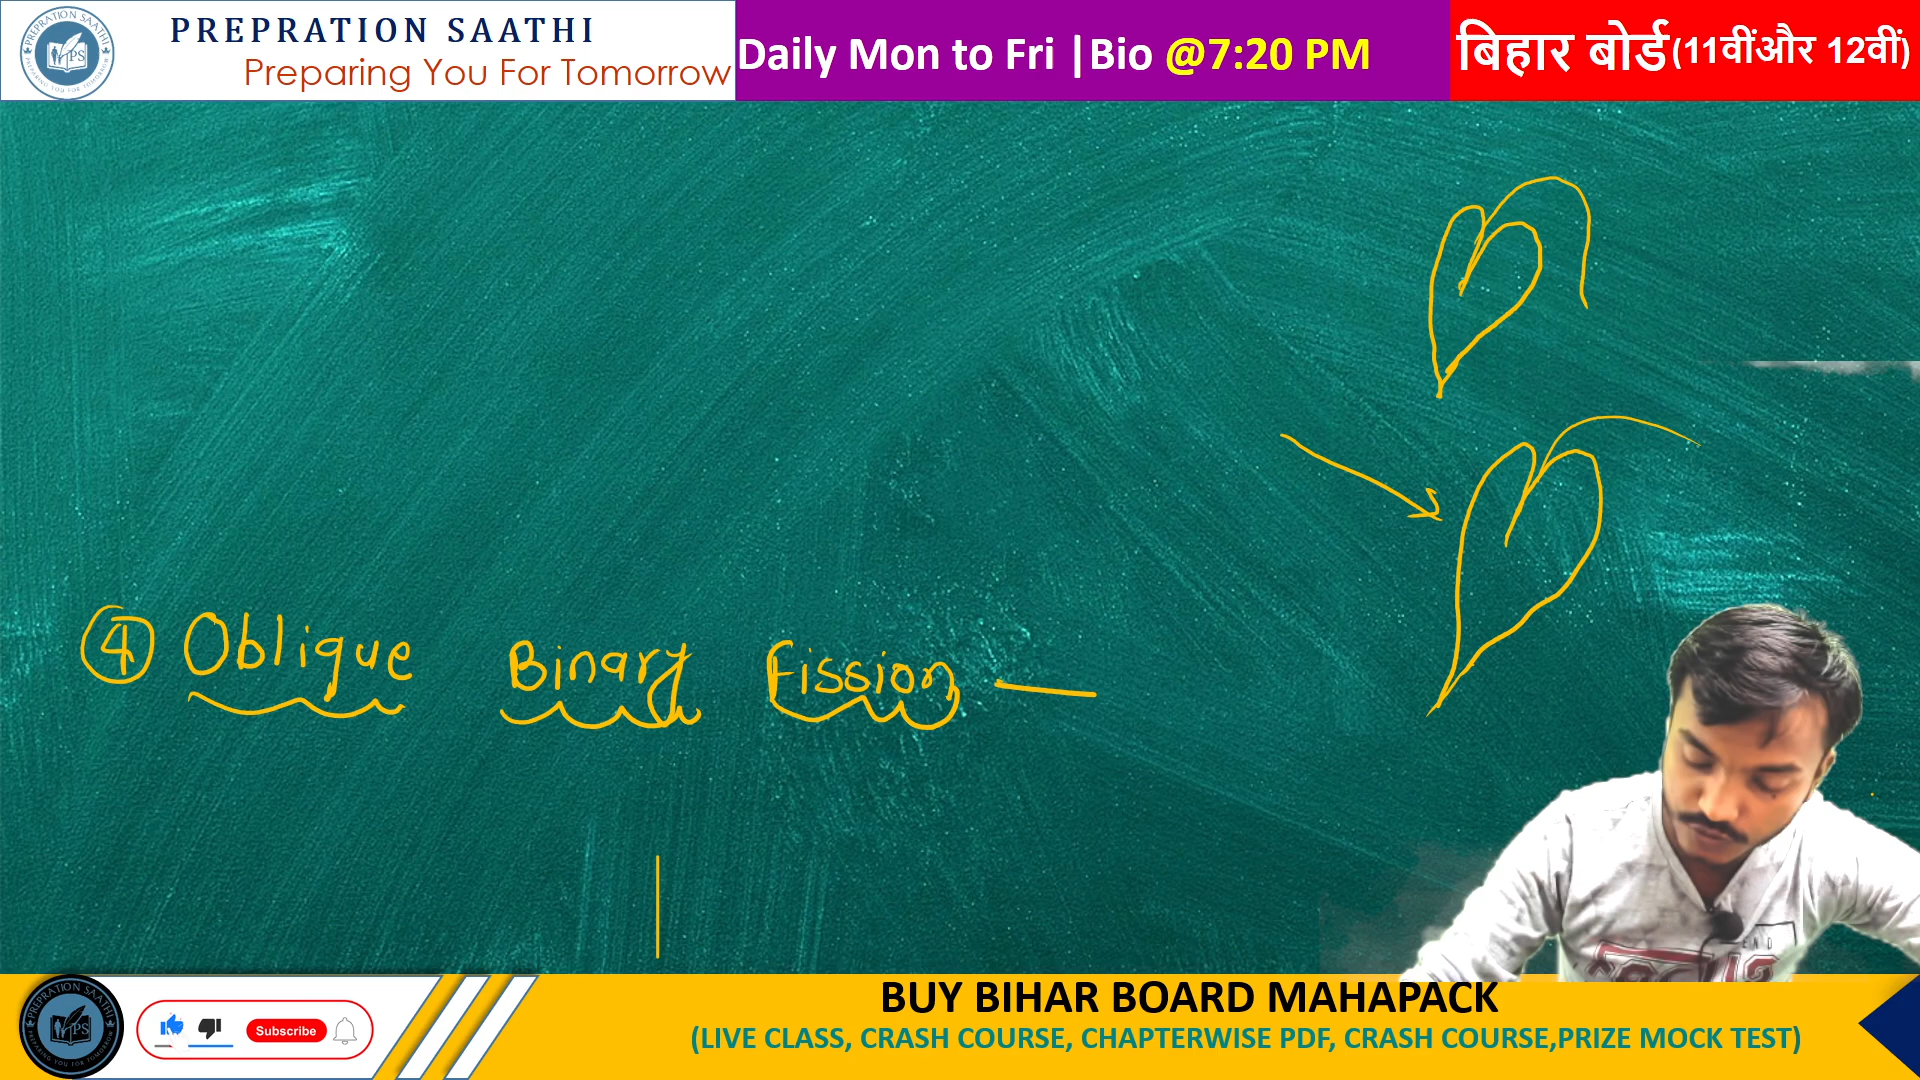 PREPRATION SAATHI
Preparing You For Tomorrow
Daily Mon to Fri |Bio @7:20 PM
बिहार बोर्ड(11वींऔर 12वीं)
④ Oblique Binary Fission —
BUY BIHAR BOARD MAHAPACK
Subscribe
(LIVE CLASS, CRASH COURSE, CHAPTERWISE PDF, CRASH COURSE,PRIZE MOCK TEST)